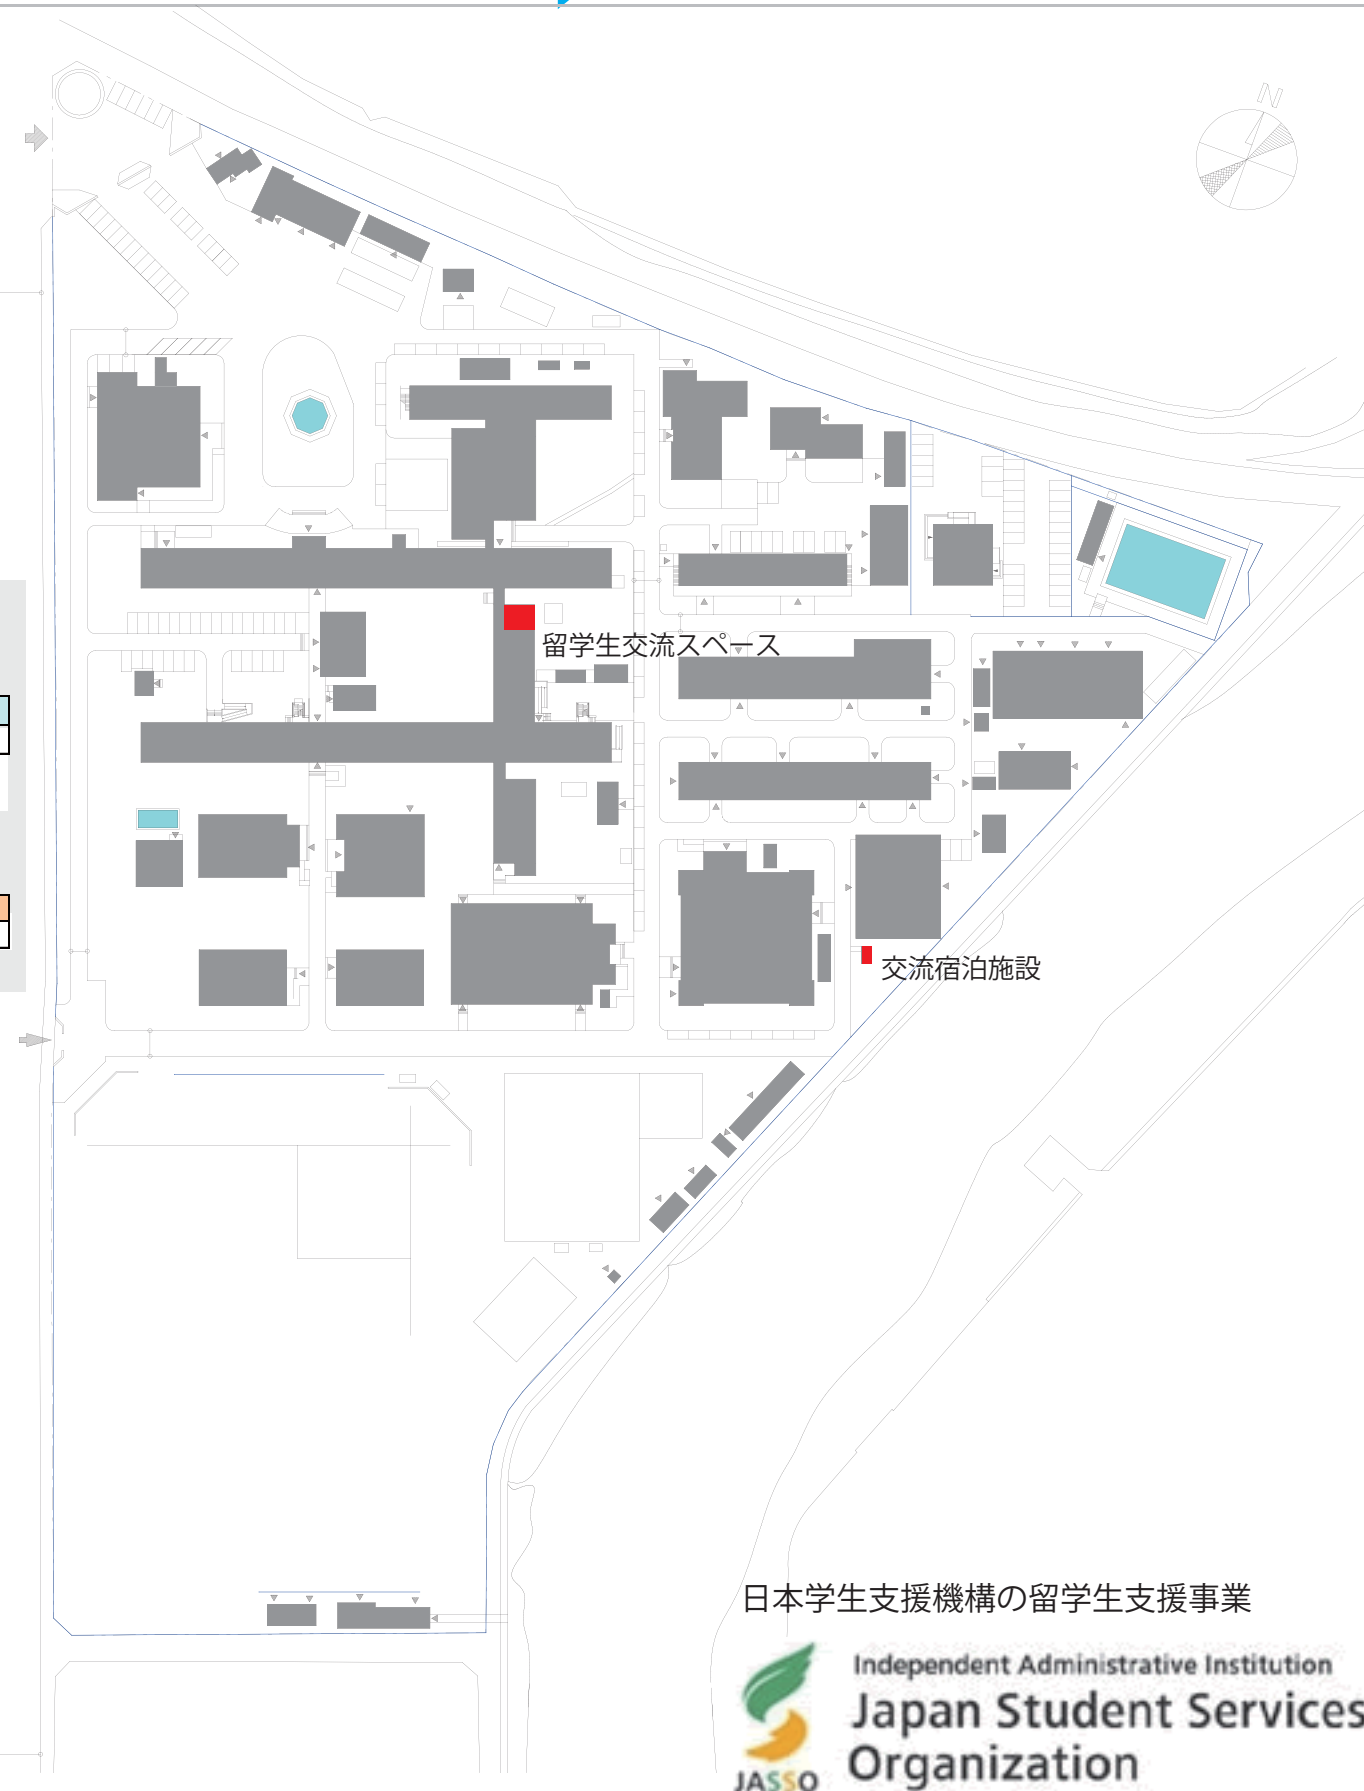 N
留学生交流スペース
交流宿泊施設
日本学生支援機構の留学生支援事業
Independent Administrative Institution
Japan Student Services
Organization
JASSO